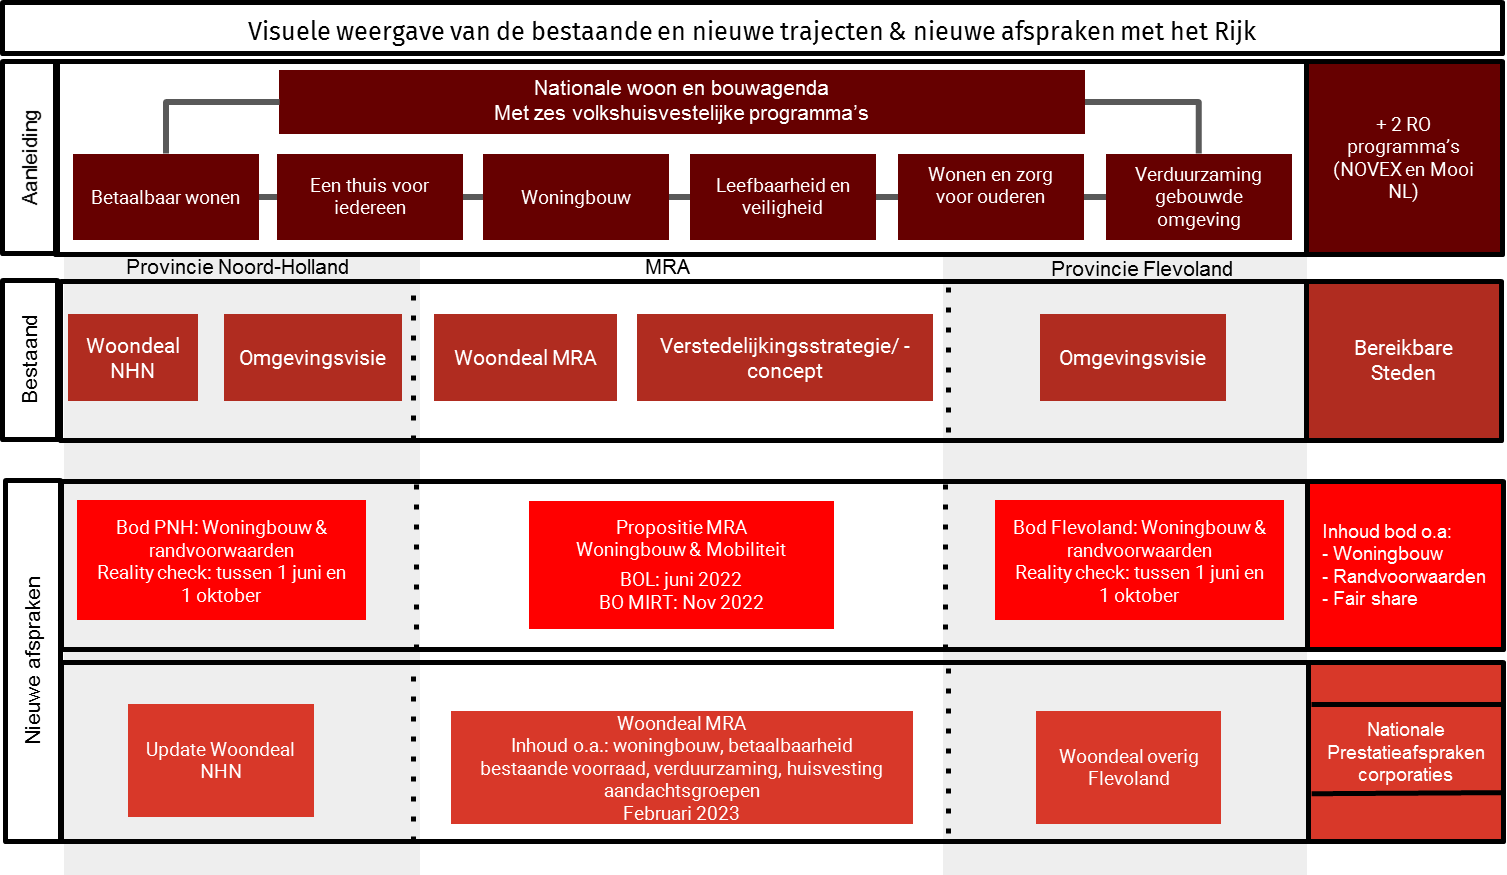 Visuele weergave van de bestaande en nieuwe trajecten & nieuwe afspraken met het Rijk
Aanleiding
Nationale woon en bouwagenda
Met zes volkshuisvestelijke programma's
Betaalbaar wonen
Een thuis voor
iedereen
Woningbouw
Leefbaarheid en
veiligheid
Wonen en zorg
voor ouderen
Verduurzaming
gebouwde
omgeving
+ 2 RO
programma's
(NOVEX en Mooi
NL)
Provincie Noord-Holland
MRA
Provincie Flevoland
Bestaand
Woondeal
NHN
Omgevingsvisie
Woondeal MRA
Verstedelijkingsstrategie/ -
concept
Omgevingsvisie
Bereikbare
Steden
Nieuwe afspraken
Bod PNH: Woningbouw &
randvoorwaarden
Reality check: tussen 1 juni en
1 oktober
Propositie MRA
Woningbouw & Mobiliteit
BOL: juni 2022
BO MIRT: Nov 2022
Bod Flevoland: Woningbouw &
randvoorwaarden
Reality check: tussen 1 juni en
1 oktober
Inhoud bod o.a:
- Woningbouw
- Randvoorwaarden
- Fair share
Update Woondeal
NHN
Woondeal MRA
Inhoud o.a.: woningbouw, betaalbaarheid
bestaande voorraad, verduurzaming, huisvesting
aandachtsgroepen
Februari 2023
Woondeal overig
Flevoland
Nationale
Prestatieafspraken
corporaties